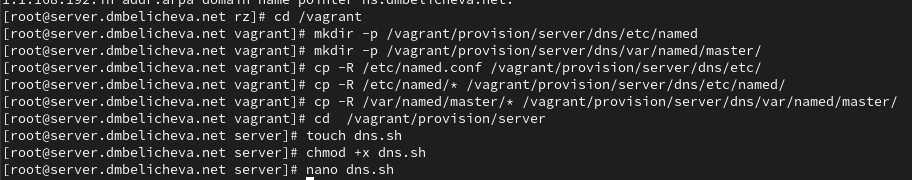 1.1.168.192.in-addr.arpa domain name pointer ns.dmbelicheva.net.
[root@server.dmbelicheva.net rz]# cd /vagrant
[root@server.dmbelicheva.net vagrant]# mkdir -p /vagrant/provision/server/dns/etc/named
[root@server.dmbelicheva.net vagrant]# mkdir -p /vagrant/provision/server/dns/var/named/master/
[root@server.dmbelicheva.net vagrant]# cp -R /etc/named.conf /vagrant/provision/server/dns/etc/
[root@server.dmbelicheva.net vagrant]# cp -R /etc/named/* /vagrant/provision/server/dns/etc/named/
[root@server.dmbelicheva.net vagrant]# cp -R /var/named/master/* /vagrant/provision/server/dns/var/named/master/
[root@server.dmbelicheva.net vagrant]# cd  /vagrant/provision/server
[root@server.dmbelicheva.net server]# touch dns.sh
[root@server.dmbelicheva.net server]# chmod +x dns.sh
[root@server.dmbelicheva.net server]# nano dns.sh